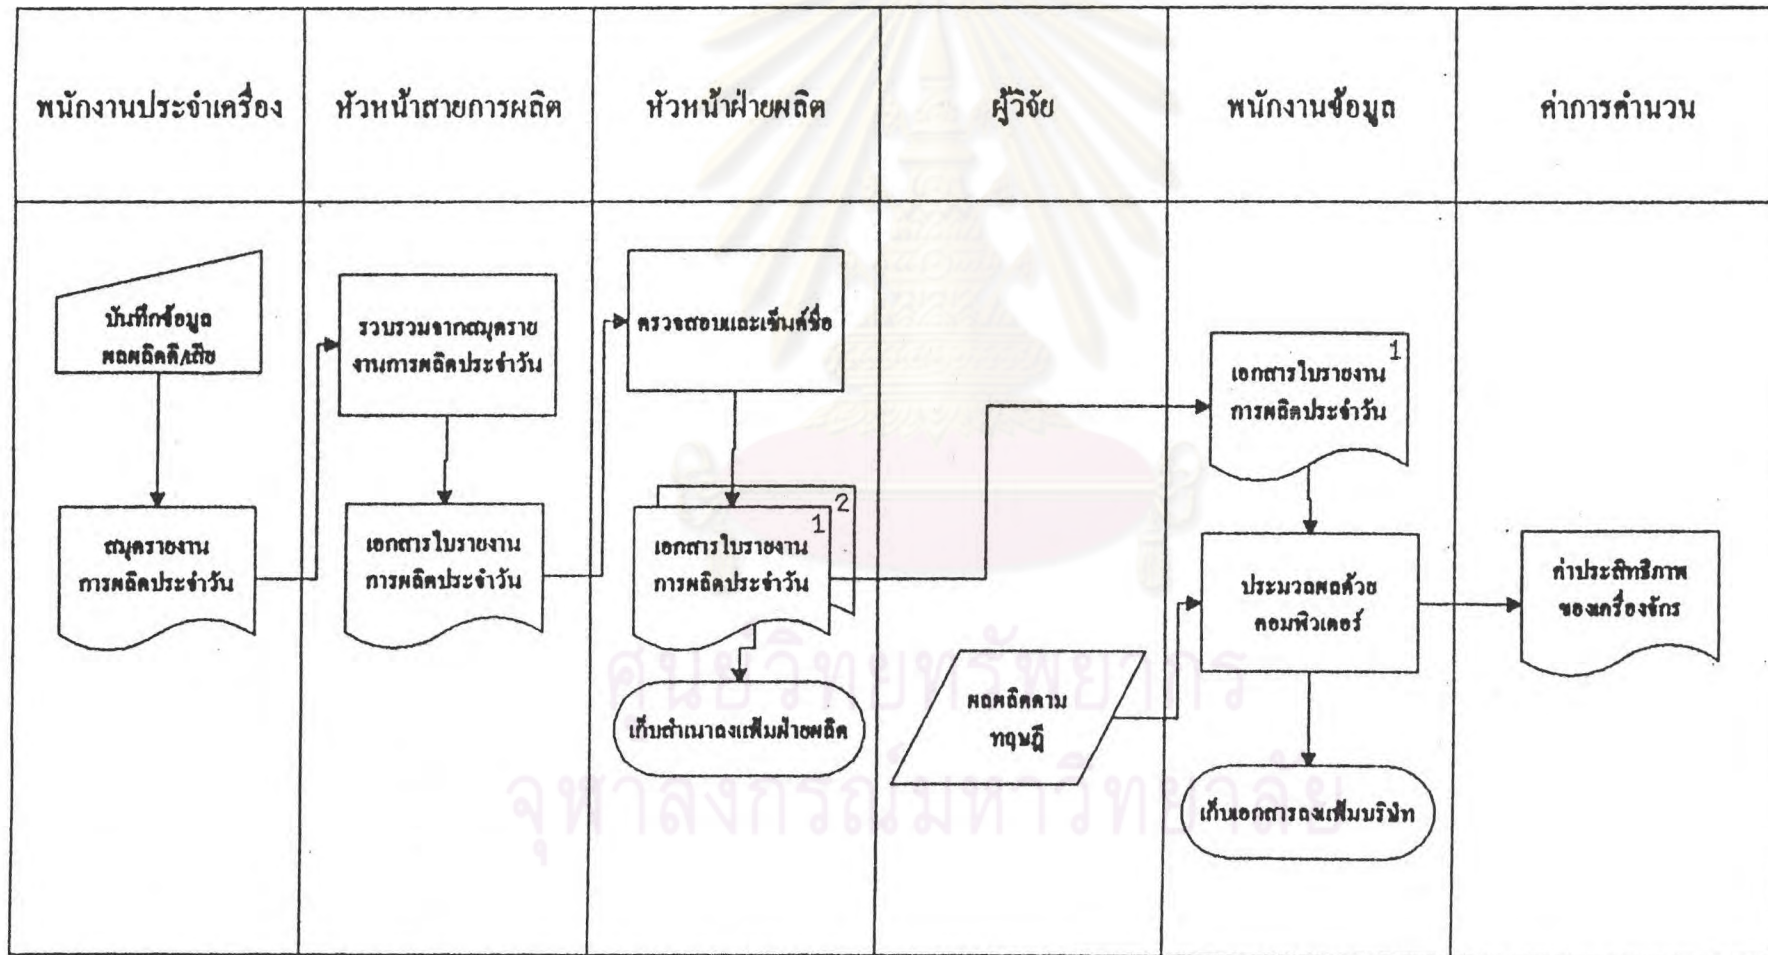 พนักงานประจำเครื่อง
หัวหน้าสายการผลิต
หัวหน้าฝ่ายผลิต
ผู้วิจัย
พนักงานข้อมูล
ค่าการคำนวน
บันทึกข้อมูล
ผลผลิตดี/เสีย
สมุดรายงาน
การผลิตประจำวัน
รวบรวมจากสมุดราย
งานการผลิตประจำวัน
เอกสารใบรายงาน
การผลิตประจำวัน
ตรวจสอบและเซ็นต์ชื่อ
2
1
เอกสารใบรายงาน
การผลิตประจำวัน
เก็บสำเนาลงแฟ้มฝ่ายผลิต
ผลผลิตตาม
ทฤษฎี
1
เอกสารใบรายงาน
การผลิตประจำวัน
ประมวลผลด้วย
คอมพิวเตอร์
เก็บเอกสารลงแฟ้มบริษัท
ค่าประสิทธิภาพ
ของเครื่องจักร
ศูนย์วิทยทรัพยากร
จุฬาลงกรณ์มหาวิทยาลัย